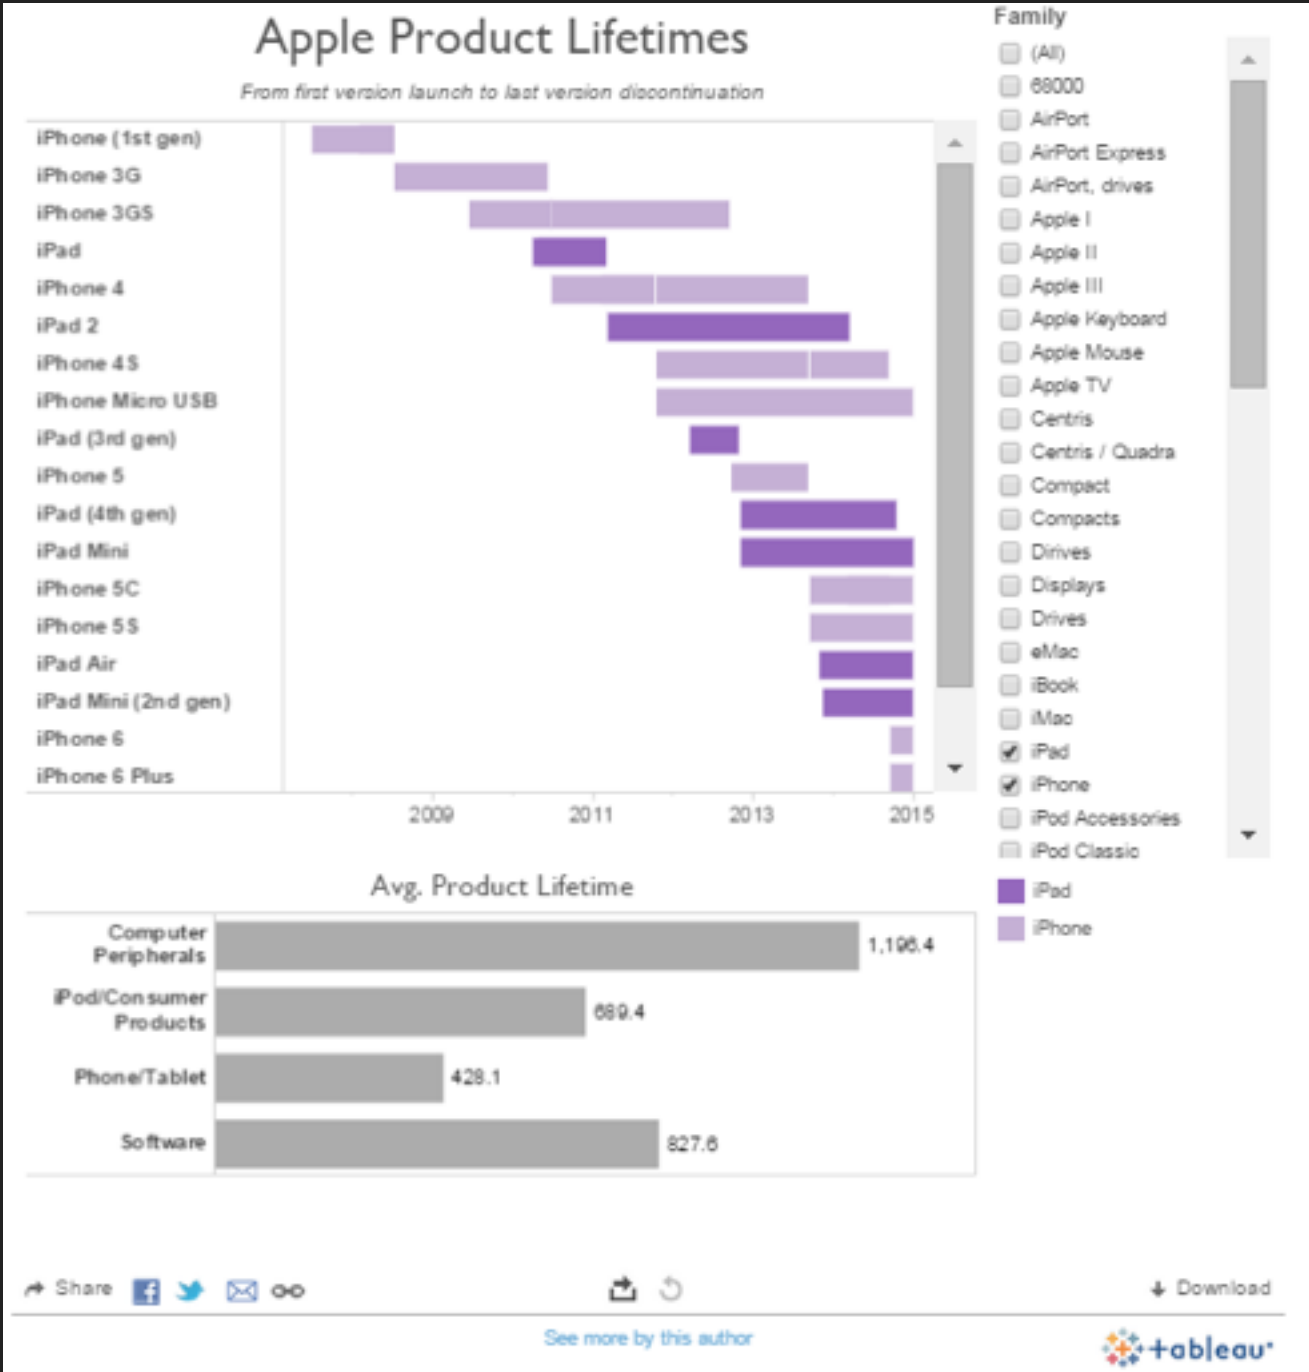 Apple Product Lifetimes
From first version launch to last version discontinuation
iPhone (1st gen)
iPhone 3G
iPhone 3GS
iPad
iPhone 4
iPad 2
iPhone 4S
iPhone Micro USB
iPad (3rd gen)
iPhone 5
iPad (4th gen)
iPad Mini
iPhone 5C
iPhone 5S
iPad Air
iPad Mini (2nd gen)
iPhone 6
iPhone 6 Plus
2009 2011 2013 2015
Family
(All)
68000
AirPort
AirPort Express
AirPort, drives
Apple I
Apple II
Apple III
Apple Keyboard
Apple Mouse
Apple TV
Centris
Centris / Quadra
Compact
Compacts
Dirives
Displays
Drives
eMac
iBook
iMac
iPad
iPhone
iPod Accessories
iPod Classic
iPad
iPhone
Avg. Product Lifetime
Computer
Peripherals
1,196.4
iPod/Consumer
Products
689.4
Phone/Tablet
428.1
Software
827.6
Share
Download
See more by this author
+ableau